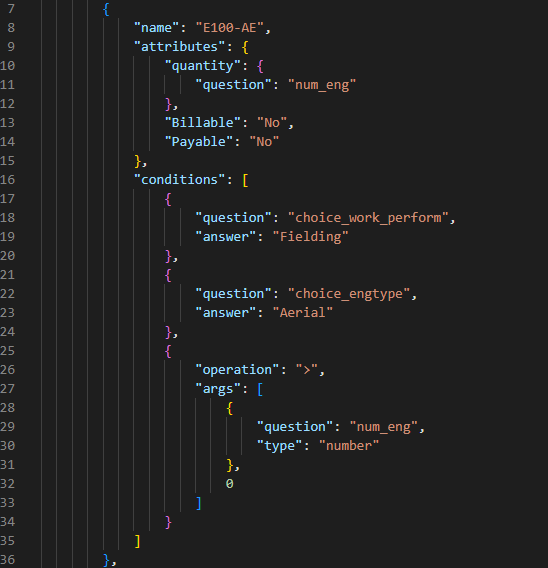 7 {
8 "name": "E100-AE",
9 "attributes": {
10 "quantity": {
11 "question": "num_eng"
12 },
13 "Billable": "No",
14 "Payable": "No"
15 },
16 "conditions": [
17 {
18 "question": "choice_work_perform",
19 "answer": "Fielding"
20 },
21 {
22 "question": "choice_engtype",
23 "answer": "Aerial"
24 },
25 {
26 "operation": ">",
27 "args": [
28 {
29 "question": "num_eng",
30 "type": "number"
31 },
32 0
33 ]
34 }
35 ]
36 },